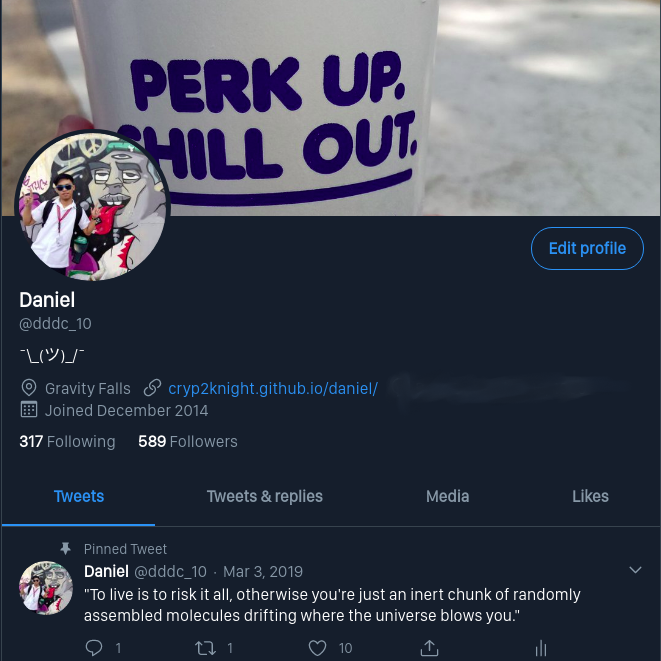 PERK UP.
CHILL OUT.
Edit profile
Daniel
@dddc_10
¯\_(ツ)_/¯
Gravity Falls cryp2knight.github.io/daniel/
Joined December 2014
317 Following 589 Followers
Tweets Tweets & replies Media Likes
Pinned Tweet
Daniel @dddc_10 · Mar 3, 2019
"To live is to risk it all, otherwise you're just an inert chunk of randomly
assembled molecules drifting where the universe blows you."
1 1 10